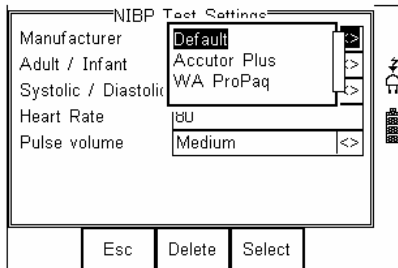 NIBP Test Settings
Manufacturer
Default
Accutor Plus
WA ProPaq
<>
Adult / Infant
<>
Systolic / Diastolic
<>
Heart Rate
80
Pulse volume
Medium
<>
Esc
Delete
Select